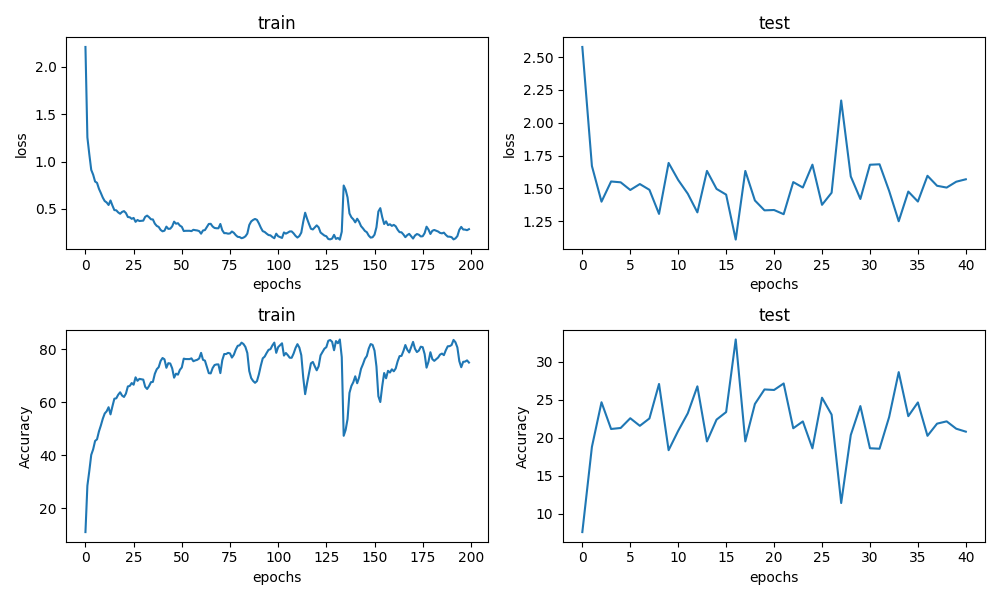 train
test
loss
2.0
1.5
1.0
0.5
0 25 50 75 100 125 150 175 200
epochs
loss
2.50
2.25
2.00
1.75
1.50
1.25
0 5 10 15 20 25 30 35 40
epochs
train
test
Accuracy
80
60
40
20
0 25 50 75 100 125 150 175 200
epochs
Accuracy
30
25
20
15
10
0 5 10 15 20 25 30 35 40
epochs